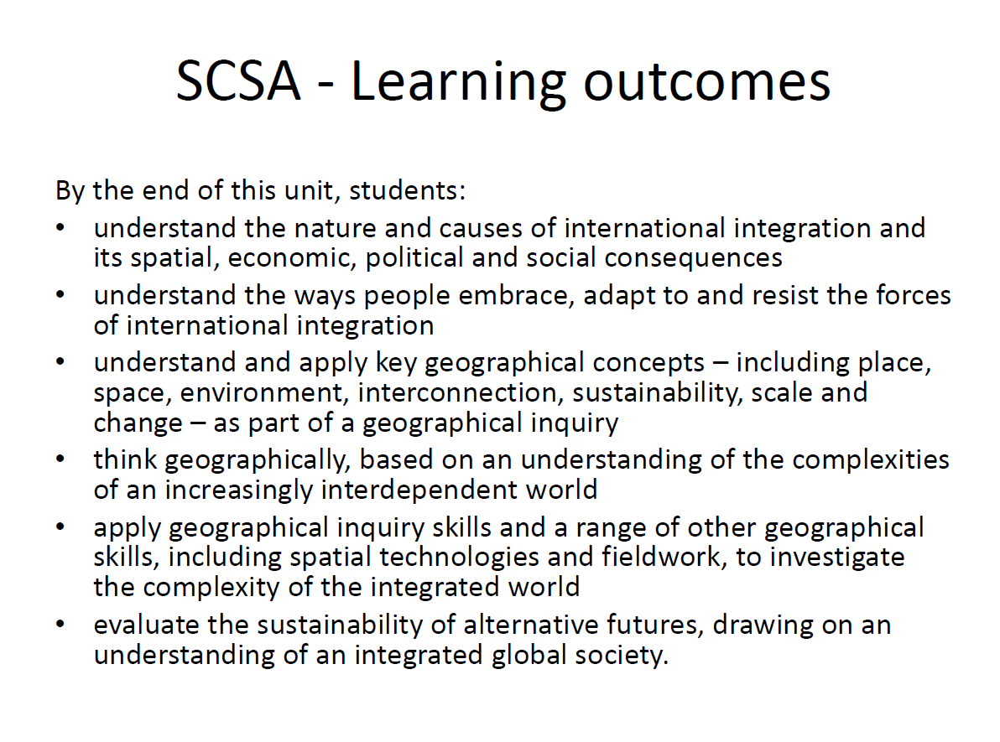 SCSA - Learning outcomes
By the end of this unit, students:
• understand the nature and causes of international integration and
its spatial, economic, political and social consequences
• understand the ways people embrace, adapt to and resist the forces
of international integration
• understand and apply key geographical concepts – including place,
space, environment, interconnection, sustainability, scale and
change – as part of a geographical inquiry
• think geographically, based on an understanding of the complexities
of an increasingly interdependent world
• apply geographical inquiry skills and a range of other geographical
skills, including spatial technologies and fieldwork, to investigate
the complexity of the integrated world
• evaluate the sustainability of alternative futures, drawing on an
understanding of an integrated global society.